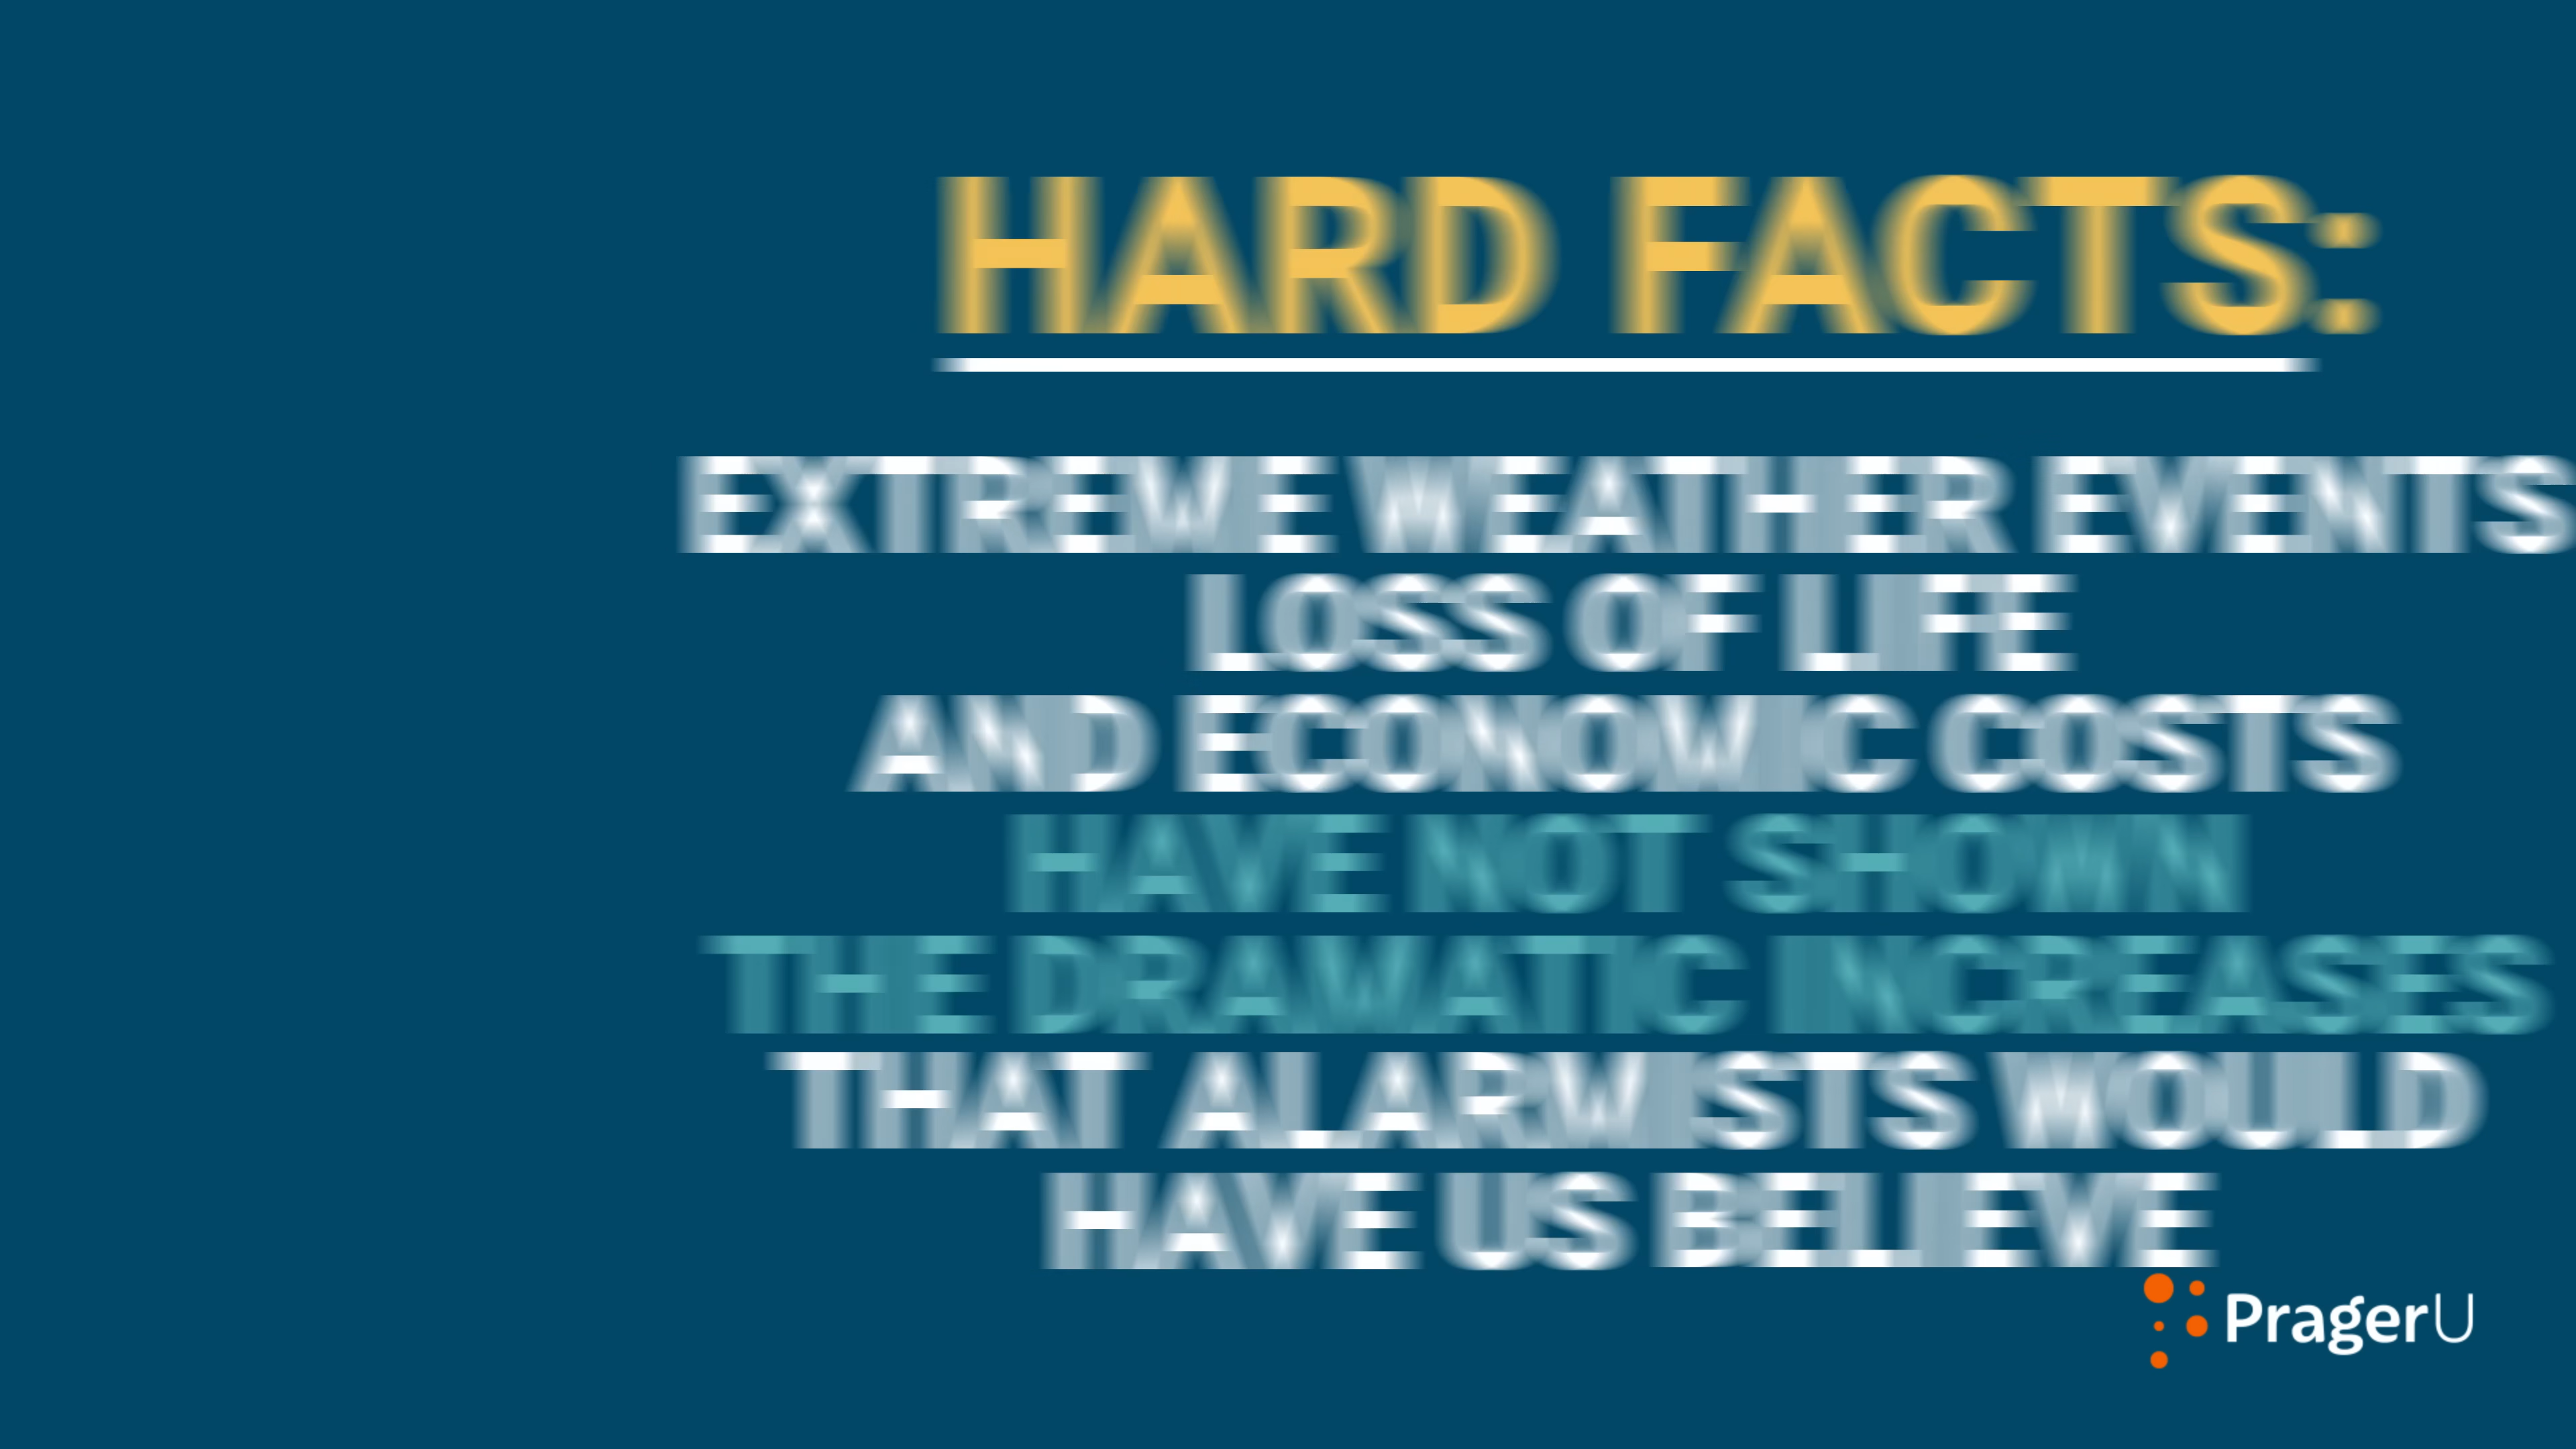 HARD FACTS:
EXTREME WEATHER EVENTS
LOSS OF LIFE
AND ECONOMIC COSTS
HAVE NOT SHOWN
THE DRAMATIC INCREASES
THAT ALARMISTS WOULD
HAVE US BELIEVE
PragerU